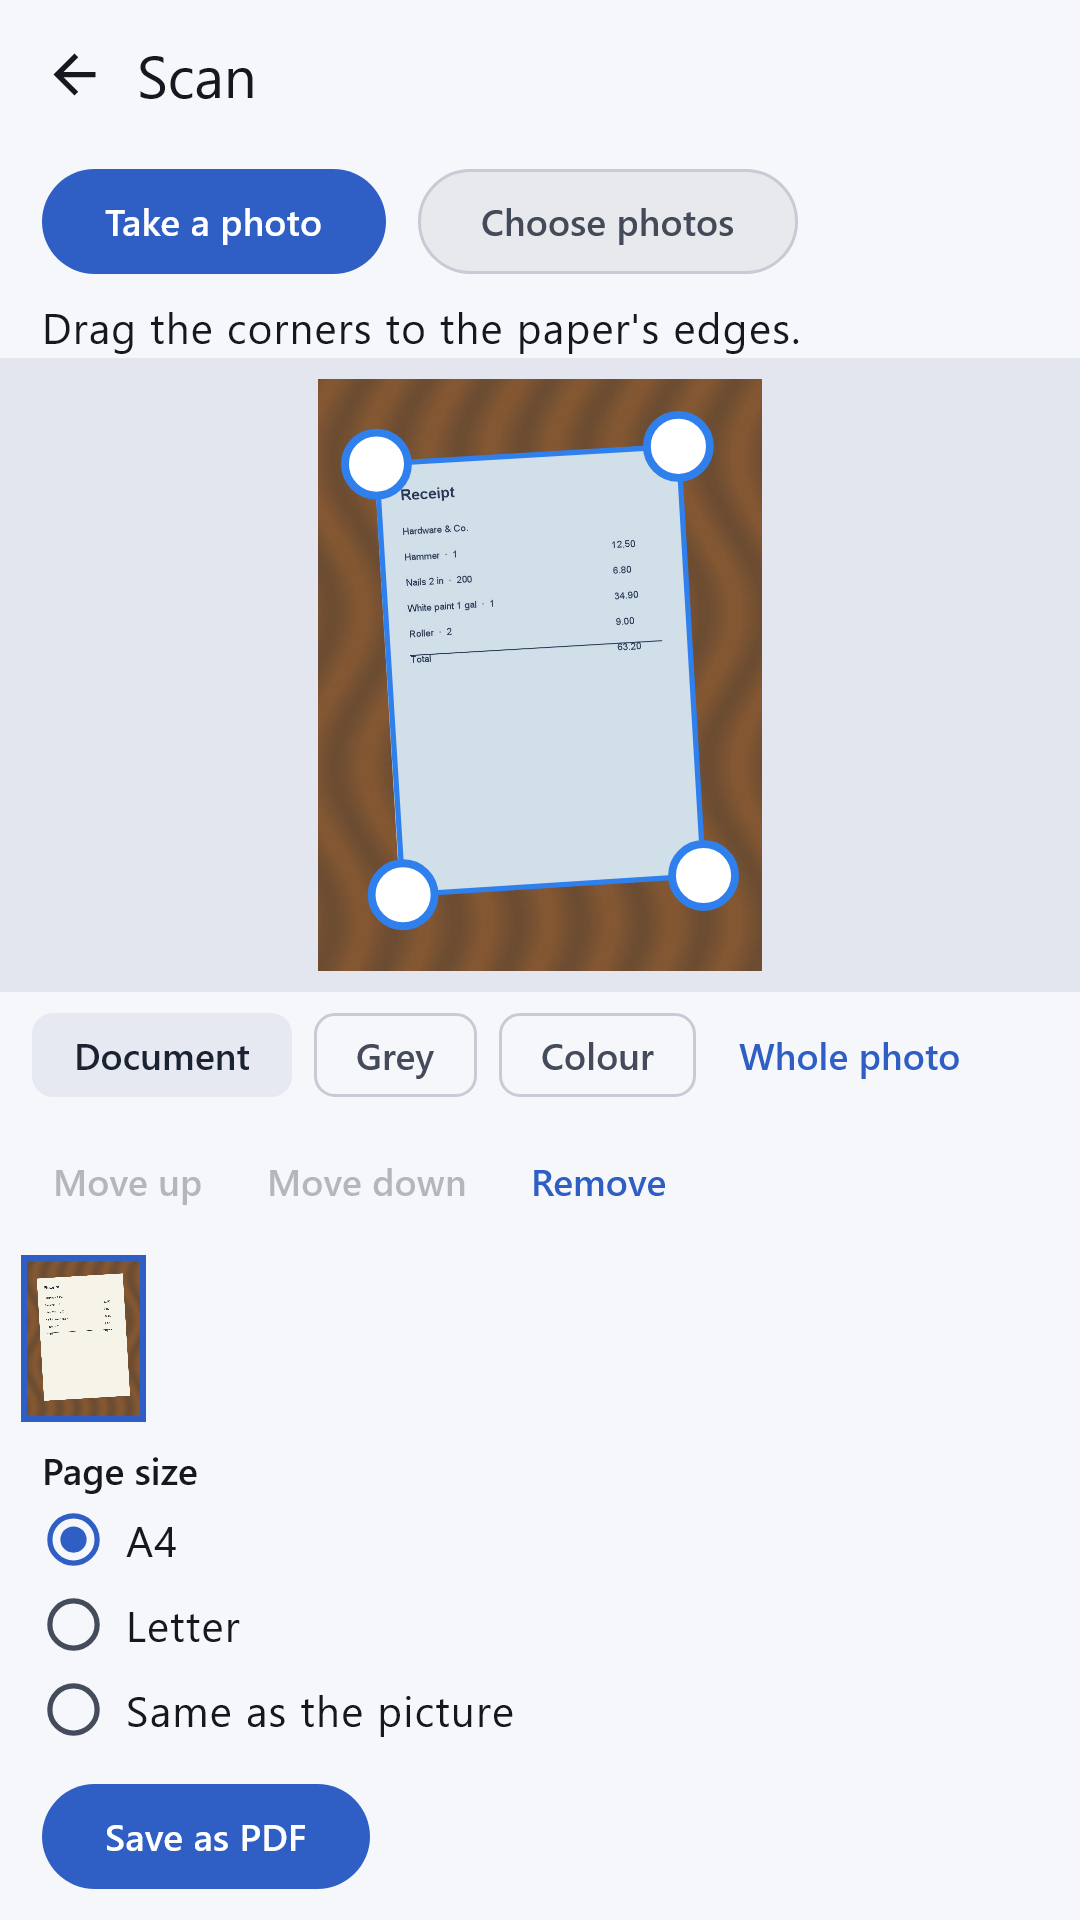 Scan
Take a photo
Choose photos
Drag the corners to the paper's edges.
Receipt
Hardware & Co.
Hammer · 1 12.50
Nails 2 in · 200 6.80
White paint 1 gal · 1 34.90
Roller · 2 9.00
Total 63.20
Document
Grey
Colour
Whole photo
Move up
Move down
Remove
Page size
A4
Letter
Same as the picture
Save as PDF